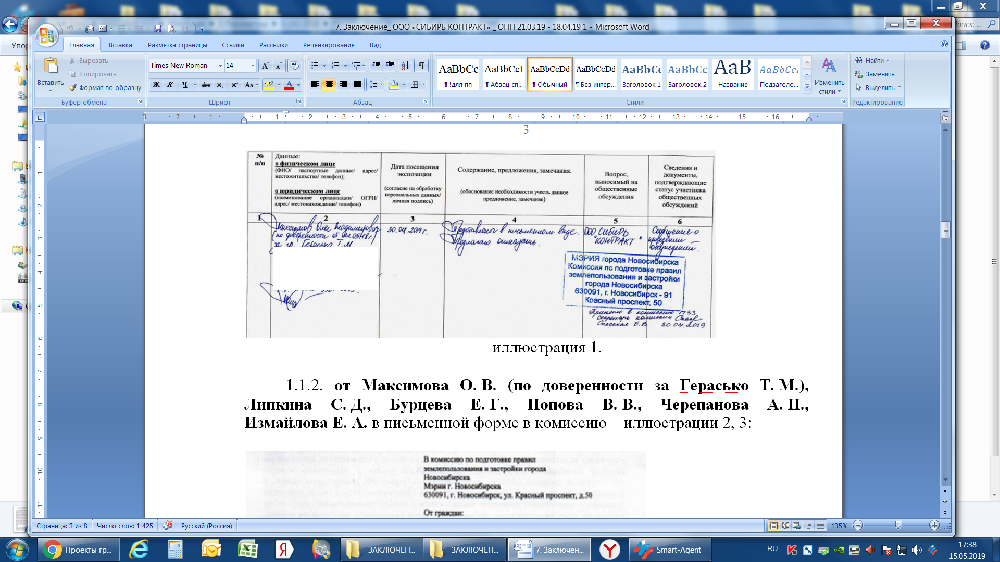 7. Заключение_ ООО «СИБИРЬ КОНТРАКТ» _ ОПП 21.03.19 - 18.04.19 1 - Microsoft Word
Поиск: ...
Упор
Главная Вставка Разметка страницы Ссылки Рассылки Рецензирование Вид
Вставить
Вырезать
Копировать
Формат по образцу
Буфер обмена
Times New Roman 14
Ж К Ч abc x₂ x² Aa
Шрифт
Абзац
AaBbCc AaBbCcI AaBbCcDd AaBbCcDd AaBbCc AaBbCc AaB AaBbCcI
¶ !для пп ¶ Абзац сп... ¶ Обычный ¶ Без интер... Заголовок 1 Заголовок 2 Название Подзаголо...
Изменить стили
Стили
Найти
Заменить
Выделить
Редактирование
3 2 1 1 2 3 4 5 6 7 8 9 10 11 12 13 14 15 16
3
№ п/п
Данные:
о физическом лице
(ФИО/ паспортные данные/ адрес/
местожительства/ телефон);
о юридическом лице
(наименование организации/ ОГРН/
адрес/ местонахождение/ телефон)
Дата посещения
экспозиции
(согласие на обработку
персональных данных/
личная подпись)
Содержание, предложения, замечания.
(обоснование необходимости учесть данное
предложение, замечание)
Вопрос,
выносимый на
общественные
обсуждения
Сведения и
документы,
подтверждающие
статус участника
общественных
обсуждений
1 2 3 4 5 6
Олег Владимирович
(по доверенности от
за гр. Герасько Т.М
30.04.2019г.
Представлено в письменном виде.
Предлагаю отказать.
ООО СИБИРЬ
"КОНТРАКТ"
Сообщение о
проведении
обсуждений.
МЭРИЯ города Новосибирска
Комиссия по подготовке правил
землепользования и застройки
города Новосибирска
630091, г. Новосибирск - 91
Красный проспект, 50
Принято в комиссию ПЗЗ
секретарь комиссии
Спасская Е.В 30.04.2019
иллюстрация 1.
1.1.2. от Максимова О. В. (по доверенности за Герасько Т. М.),
Липкина С. Д., Бурцева Е. Г., Попова В. В., Черепанова А. Н.,
Измайлова Е. А. в письменной форме в комиссию – иллюстрации 2, 3:
В комиссию по подготовке правил
землепользования и застройки города
Новосибирска
Мэрии г. Новосибирска
630091, г. Новосибирск, ул. Красный проспект, д.50
От граждан:
Страница: 3 из 8 Число слов: 1 425 Русский (Россия) 135%
Проекты гр... ЗАКЛЮЧЕН... ЗАКЛЮЧЕН... 7. Заключен... Smart-Agent RU 17:38
15.05.2019